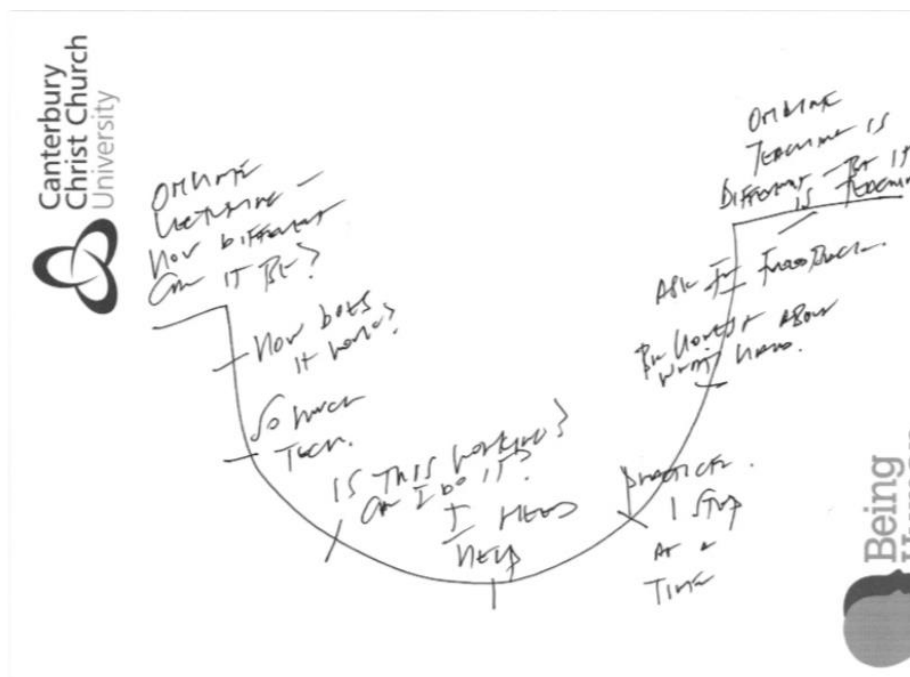 Canterbury
Christ Church
University
ONLINE
LECTURING –
HOW DIFFERENT
CAN IT BE?
HOW DOES
IT WORK?
SO MUCH
TECH.
IS THIS WORKING?
CAN I DO IT?
I NEED
HELP
PRACTICE.
1 STEP
AT A
TIME
BE HONEST ABOUT
WHAT'S HARD.
ASK FOR FEEDBACK.
ONLINE
TEACHING IS
DIFFERENT – BUT IT
IS TEACHING
Being